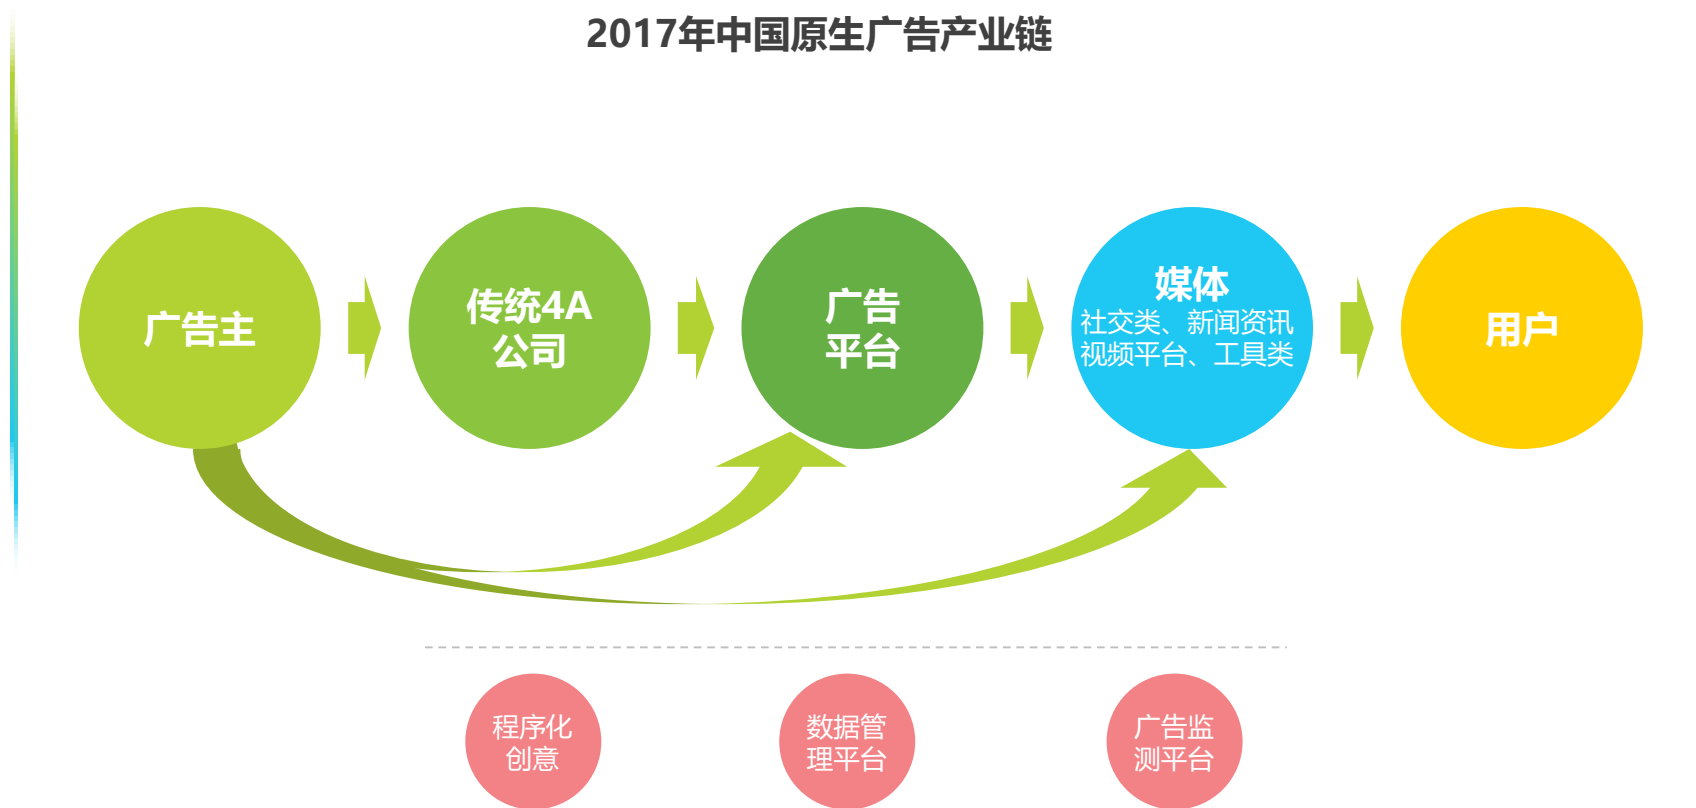 2017年中国原生广告产业链
广告主
传统4A
公司
广告
平台
媒体
社交类、新闻资讯
视频平台、工具类
用户
程序化
创意
数据管
理平台
广告监
测平台